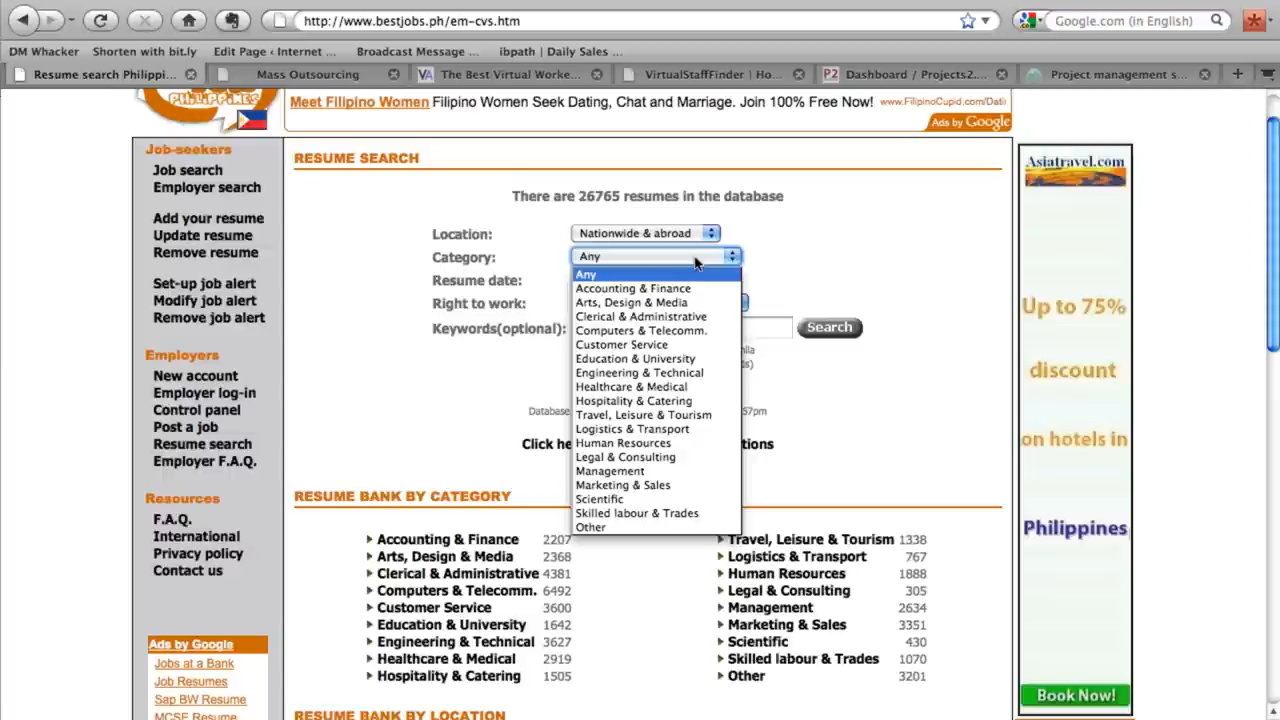 http://www.bestjobs.ph/em-cvs.htm
Google.com (in English)
DM Whacker
Shorten with bit.ly
Edit Page ‹ Internet ...
Broadcast Message ...
ibpath | Daily Sales ...
Resume search Philippi...
Mass Outsourcing
VA
The Best Virtual Worke...
VirtualStaffFinder | Ho...
P2
Dashboard / Projects2....
Project management s...
PHILIPPINES
Meet Filipino Women Filipino Women Seek Dating, Chat and Marriage. Join 100% Free Now! www.FilipinoCupid.com/Dati
Ads by Google
Job-seekers
Job search
Employer search
Add your resume
Update resume
Remove resume
Set-up job alert
Modify job alert
Remove job alert
Employers
New account
Employer log-in
Control panel
Post a job
Resume search
Employer F.A.Q.
Resources
F.A.Q.
International
Privacy policy
Contact us
Ads by Google
Jobs at a Bank
Job Resumes
Sap BW Resume
MCSE Resume
RESUME SEARCH
There are 26765 resumes in the database
Location: Nationwide & abroad
Category: Any
Resume date:
Right to work:
Keywords(optional): Search
Any
Accounting & Finance
Arts, Design & Media
Clerical & Administrative
Computers & Telecomm.
Customer Service
Education & University
Engineering & Technical
Healthcare & Medical
Hospitality & Catering
Travel, Leisure & Tourism
Logistics & Transport
Human Resources
Legal & Consulting
Management
Marketing & Sales
Scientific
Skilled labour & Trades
Other
RESUME BANK BY CATEGORY
Accounting & Finance 2207
Arts, Design & Media 2368
Clerical & Administrative 4381
Computers & Telecomm. 6492
Customer Service 3600
Education & University 1642
Engineering & Technical 3627
Healthcare & Medical 2919
Hospitality & Catering 1505
Travel, Leisure & Tourism 1338
Logistics & Transport 767
Human Resources 1888
Legal & Consulting 305
Management 2634
Marketing & Sales 3351
Scientific 430
Skilled labour & Trades 1070
Other 3201
RESUME BANK BY LOCATION
Asiatravel.com
Up to 75%
discount
on hotels in
Philippines
Book Now!